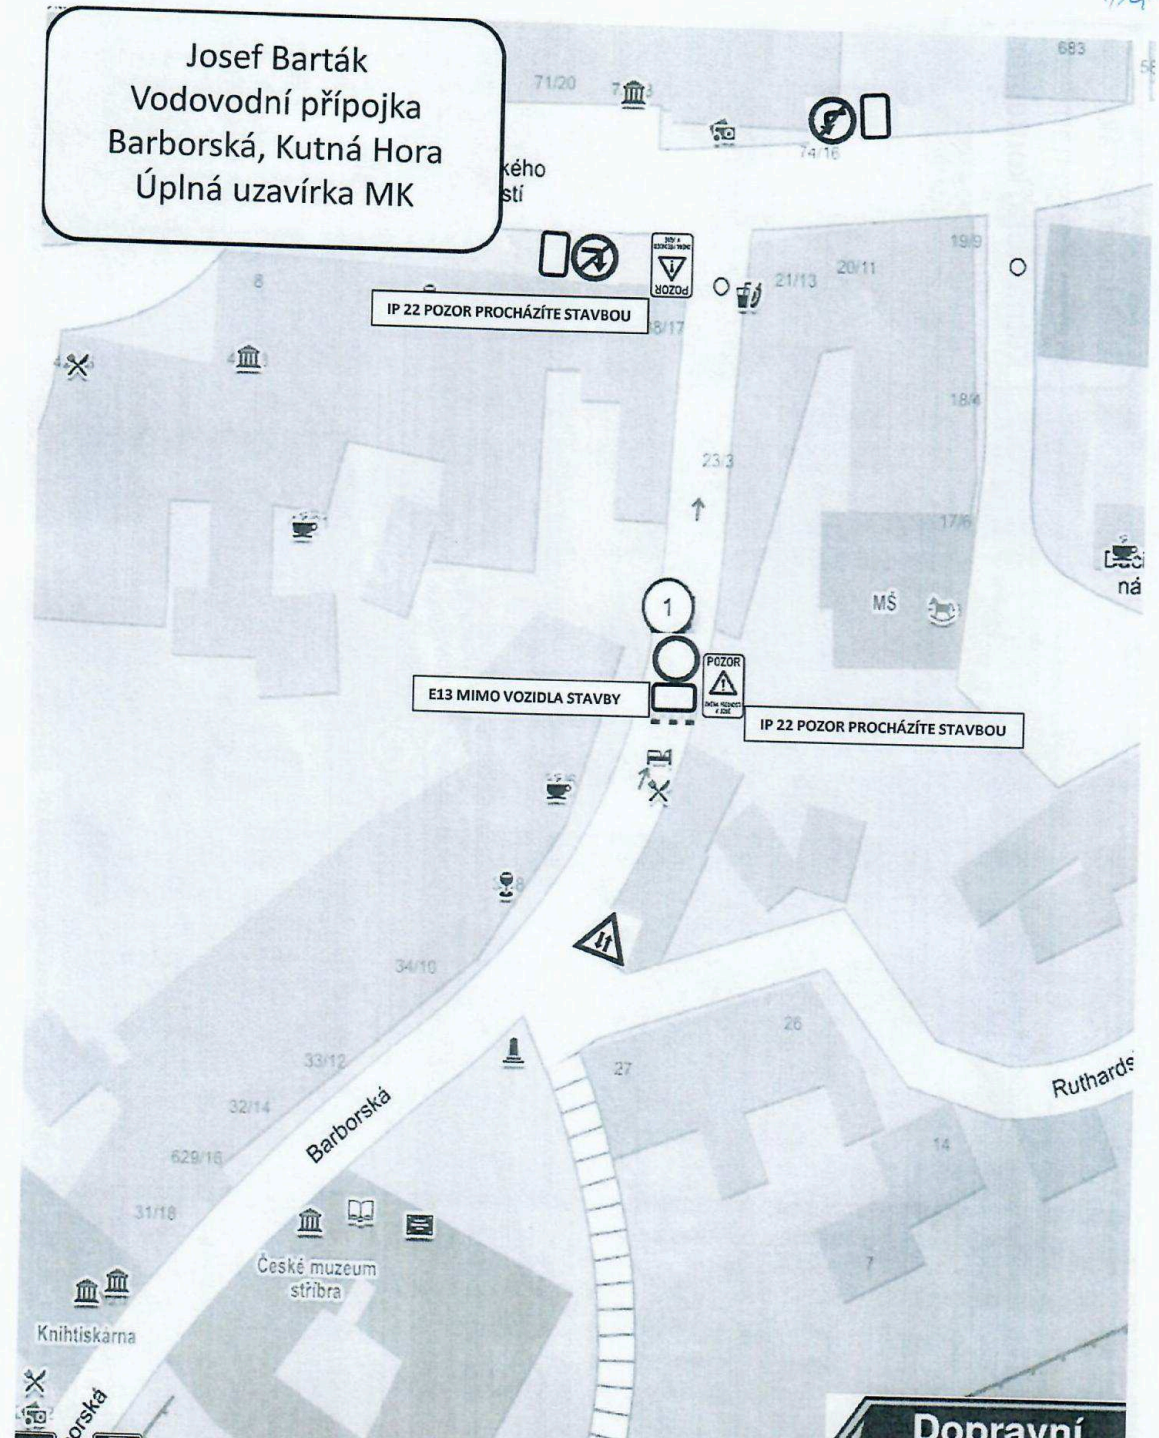 Josef Barták
Vodovodní přípojka
Barborská, Kutná Hora
Úplná uzavírka MK
71/20
683
74/16
kého
stí
19/9
20/11
21/13
8
POZOR
IP 22 POZOR PROCHÁZÍTE STAVBOU
18/4
23/3
17/6
ná
MŠ
1
POZOR
E13 MIMO VOZIDLA STAVBY
IP 22 POZOR PROCHÁZÍTE STAVBOU
34/10
26
33/12
27
Ruthards
32/14
Barborská
14
629/16
31/18
České muzeum
stříbra
7
Knihtiskárna
orská
Dopravní